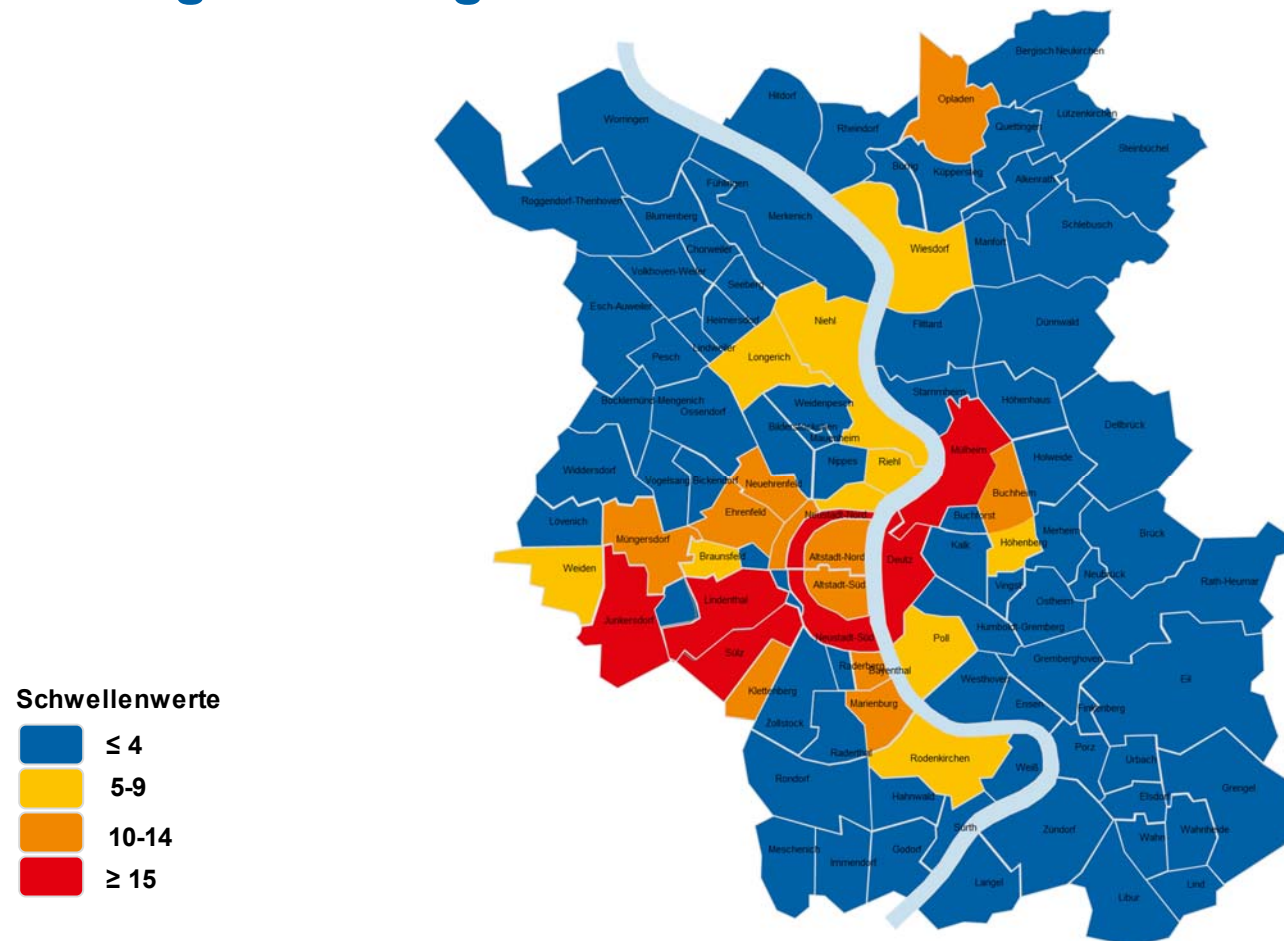 Bergisch Neukirchen
Hitdorf
Opladen
Rheindorf
Lützenkirchen
Worringen
Quettingen
Steinbüchel
Bürrig
Küppersteg
Alkenrath
Fühlingen
Roggendorf-Thenhoven
Blumenberg
Merkenich
Schlebusch
Wiesdorf
Manfort
Chorweiler
Volkhoven-Weiler
Seeberg
Esch-Auweiler
Heimersdorf
Niehl
Flittard
Dünnwald
Lindweiler
Pesch
Longerich
Stammheim
Bocklemünd-Mengenich
Weidenpesch
Höhenhaus
Ossendorf
Bilderstöckchen
Dellbrück
Mauenheim
Mülheim
Holweide
Nippes
Riehl
Widdersdorf
Vogelsang
Bickendorf
Neuehrenfeld
Buchheim
Ehrenfeld
Neustadt-Nord
Buchforst
Lövenich
Merheim
Brück
Müngersdorf
Kalk
Höhenberg
Braunsfeld
Altstadt-Nord
Deutz
Weiden
Neubrück
Rath-Heumar
Altstadt-Süd
Vingst
Lindenthal
Ostheim
Junkersdorf
Humboldt-Gremberg
Neustadt-Süd
Poll
Sülz
Gremberghoven
Raderberg
Bayenthal
Westhoven
Eil
Klettenberg
Marienburg
Ensen
Finkenberg
Zollstock
Raderthal
Porz
Rodenkirchen
Urbach
Weiß
Rondorf
Grengel
Hahnwald
Elsdorf
Sürth
Zündorf
Wahn
Wahnheide
Meschenich
Immendorf
Godorf
Langel
Lind
Libur
Schwellenwerte
≤ 4
5-9
10-14
≥ 15